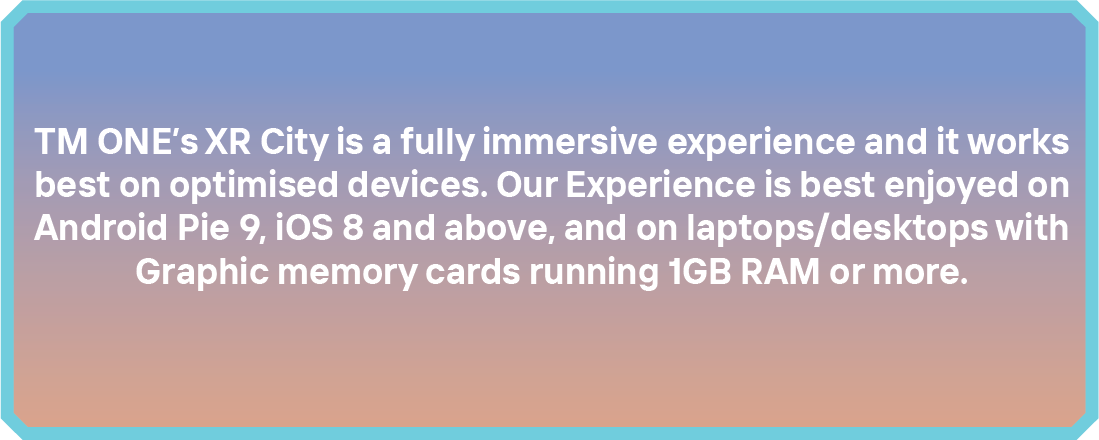 TM ONE’s XR City is a fully immersive experience and it works
best on optimised devices. Our Experience is best enjoyed on
Android Pie 9, iOS 8 and above, and on laptops/desktops with
Graphic memory cards running 1GB RAM or more.